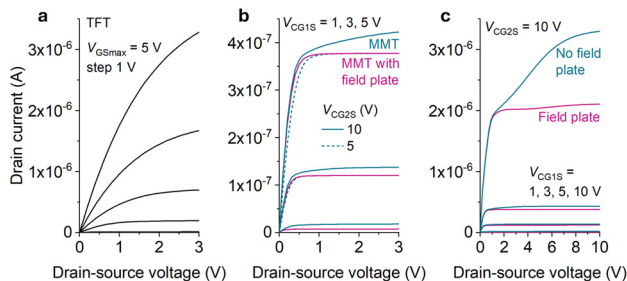 a
TFT
V_GSmax = 5 V
step 1 V
3x10⁻⁶
2x10⁻⁶
1x10⁻⁶
0
0 1 2 3
Drain current (A)
Drain-source voltage (V)
b
V_CG1S = 1, 3, 5 V
MMT
MMT with
field plate
V_CG2S (V)
10
5
4x10⁻⁷
3x10⁻⁷
2x10⁻⁷
1x10⁻⁷
0
0 1 2 3
Drain-source voltage (V)
c
V_CG2S = 10 V
No field
plate
Field plate
V_CG1S =
1, 3, 5, 10 V
3x10⁻⁶
2x10⁻⁶
1x10⁻⁶
0
0 2 4 6 8 10
Drain-source voltage (V)